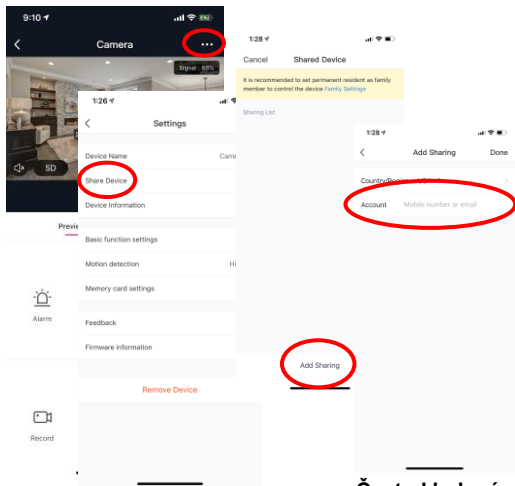 9:10
Camera
Signal: 66%
SD
Alarm
Record
1:26
Settings
Device Name
Share Device
Device Information
Basic function settings
Motion detection
Memory card settings
Feedback
Firmware information
Remove Device
1:28
Cancel Shared Device
It is recommended to set permanent resident as family
member to control the device Family Settings
Sharing List
Add Sharing
1:28
Add Sharing Done
Account Mobile number or email